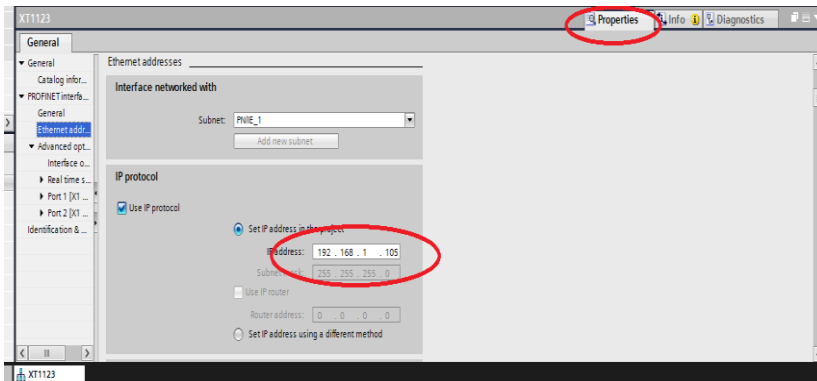 XT1123
Properties
Info
Diagnostics
General
General
Catalog infor...
PROFINET interfa...
General
Ethernet addr...
Advanced opt...
Interface o...
Real time s...
Port 1 [X1 ...
Port 2 [X1 ...
Identification & ...
Ethernet addresses
Interface networked with
Subnet: PN/IE_1
Add new subnet
IP protocol
Use IP protocol
Set IP address in the project
IP address: 192 . 168 . 1 . 105
Subnet mask: 255 . 255 . 255 . 0
Use IP router
Router address: 0 . 0 . 0 . 0
Set IP address using a different method
XT1123